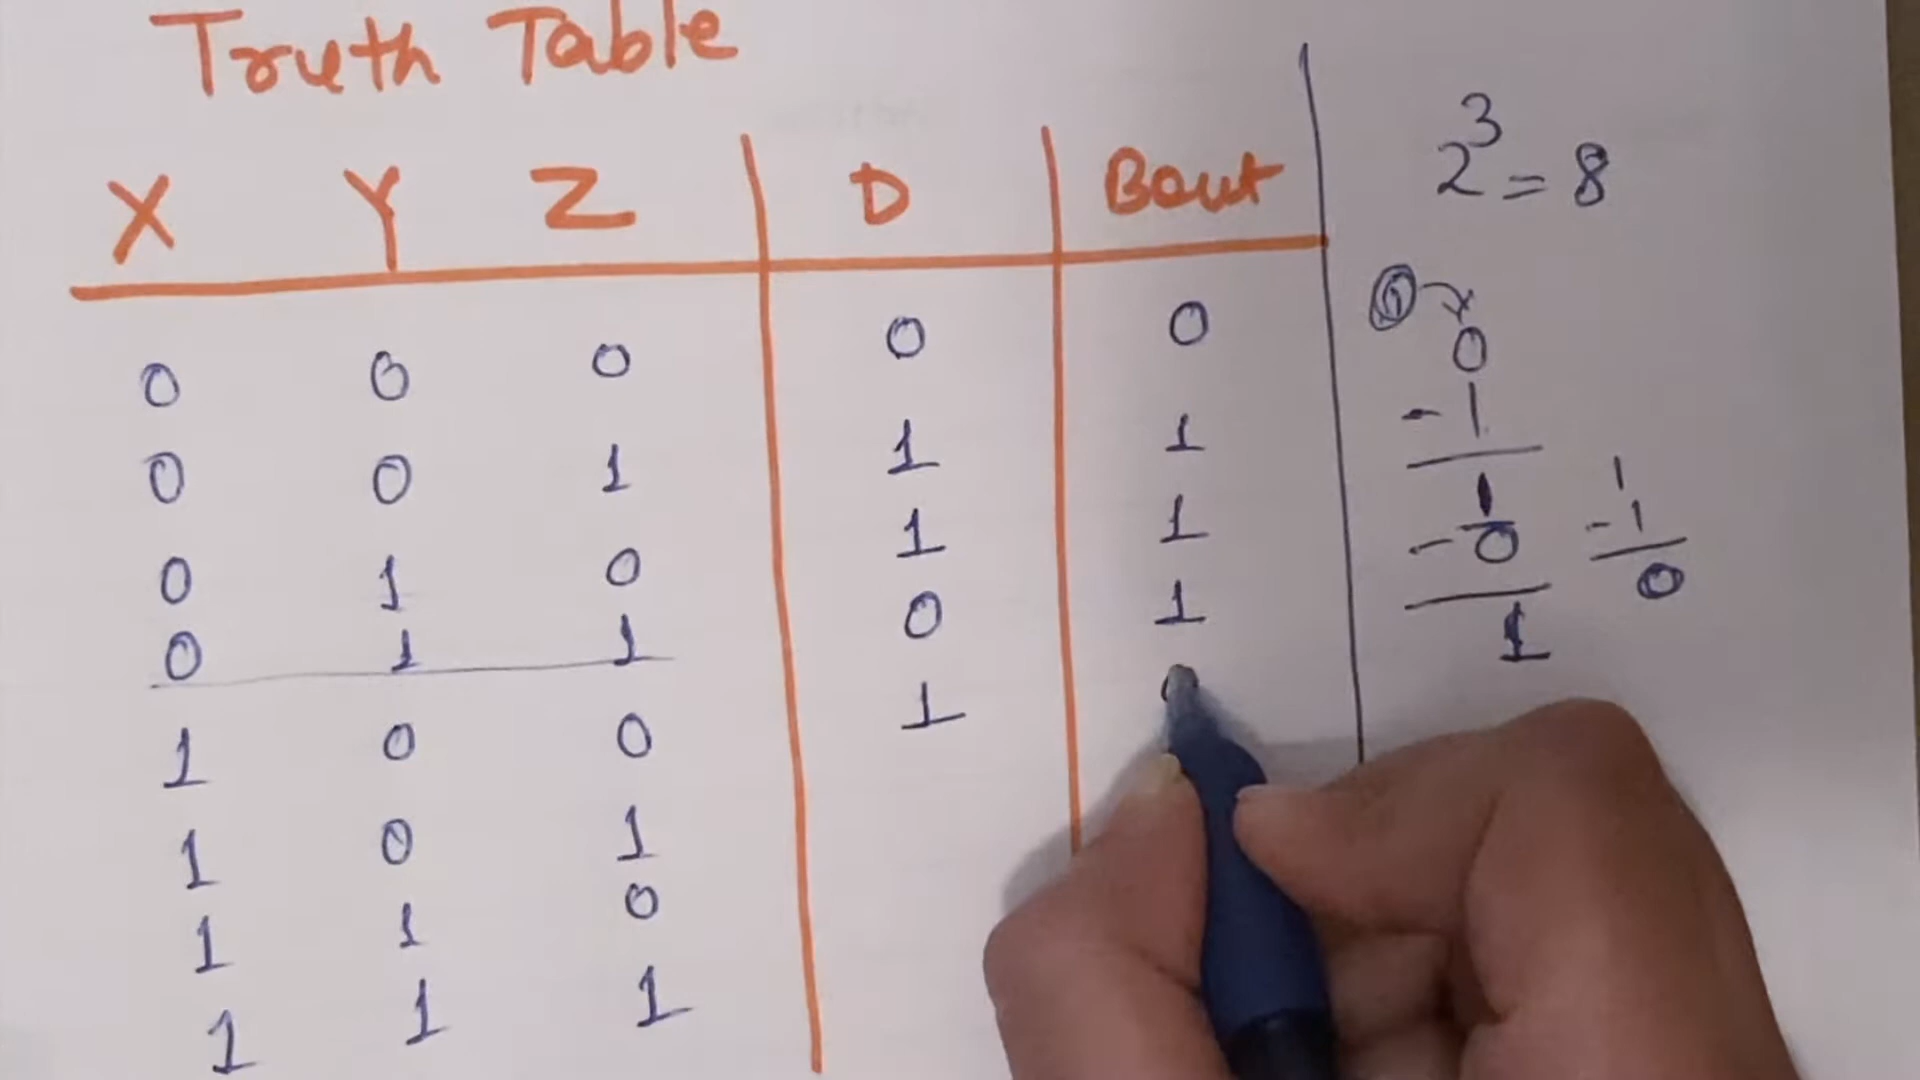 Truth Table
X Y Z D Bout
0 0 0 0 0
0 0 1 1 1
0 1 0 1 1
0 1 1 0 1
1 0 0 1 0
1 0 1
1 1 0
1 1 1
2³ = 8
0
- 1
1
- 0
1
1
- 1
0